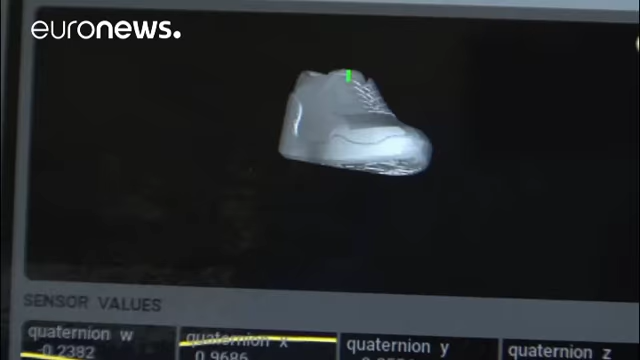 euronews.
SENSOR VALUES
quaternion w
quaternion x
quaternion y
quaternion z
-0.2382
0.9686